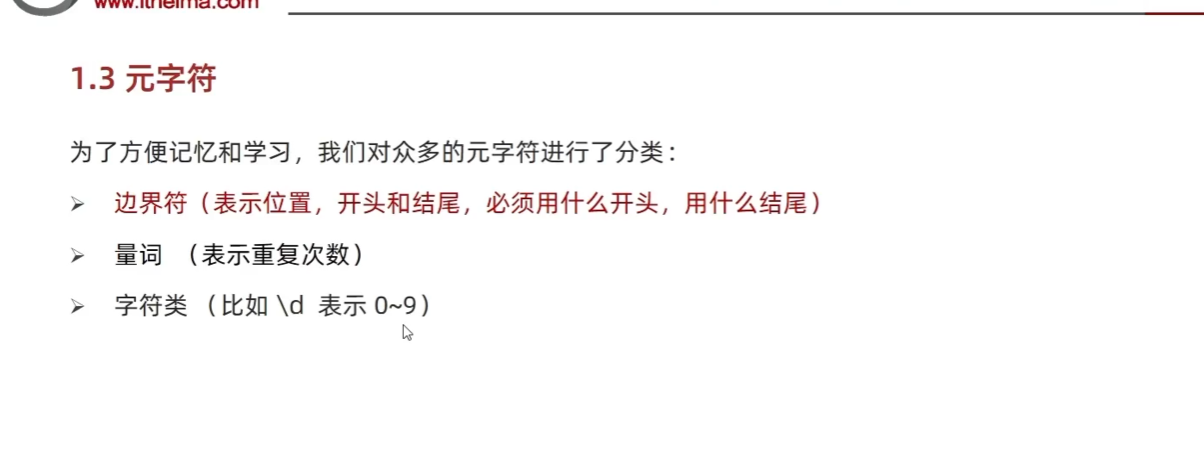 www.itheima.com
1.3 元字符
为了方便记忆和学习，我们对众多的元字符进行了分类：
➢ 边界符（表示位置，开头和结尾，必须用什么开头，用什么结尾）
➢ 量词 （表示重复次数）
➢ 字符类 （比如 \d 表示 0~9）